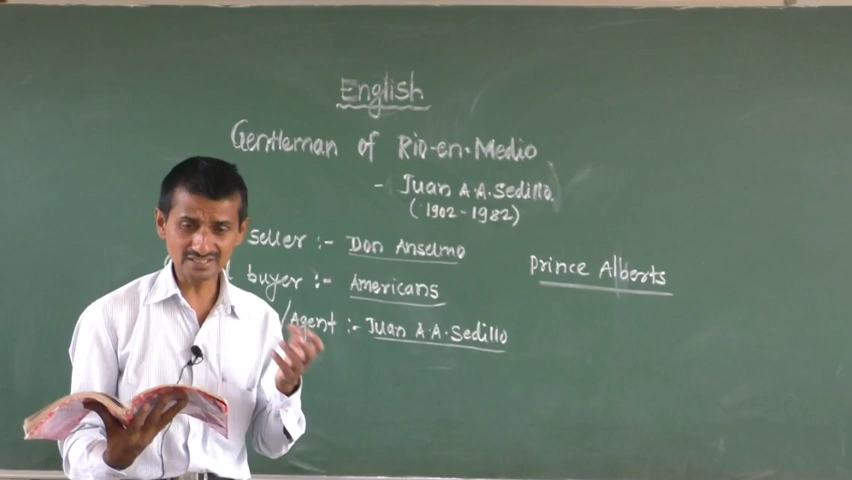 English
Gentleman of Rio-en-Medio
- Juan A.A. Sedillo
(1902-1982)
seller :- Don Anselmo
Prince Alberts
buyer :- Americans
/Agent :- Juan A.A. Sedillo